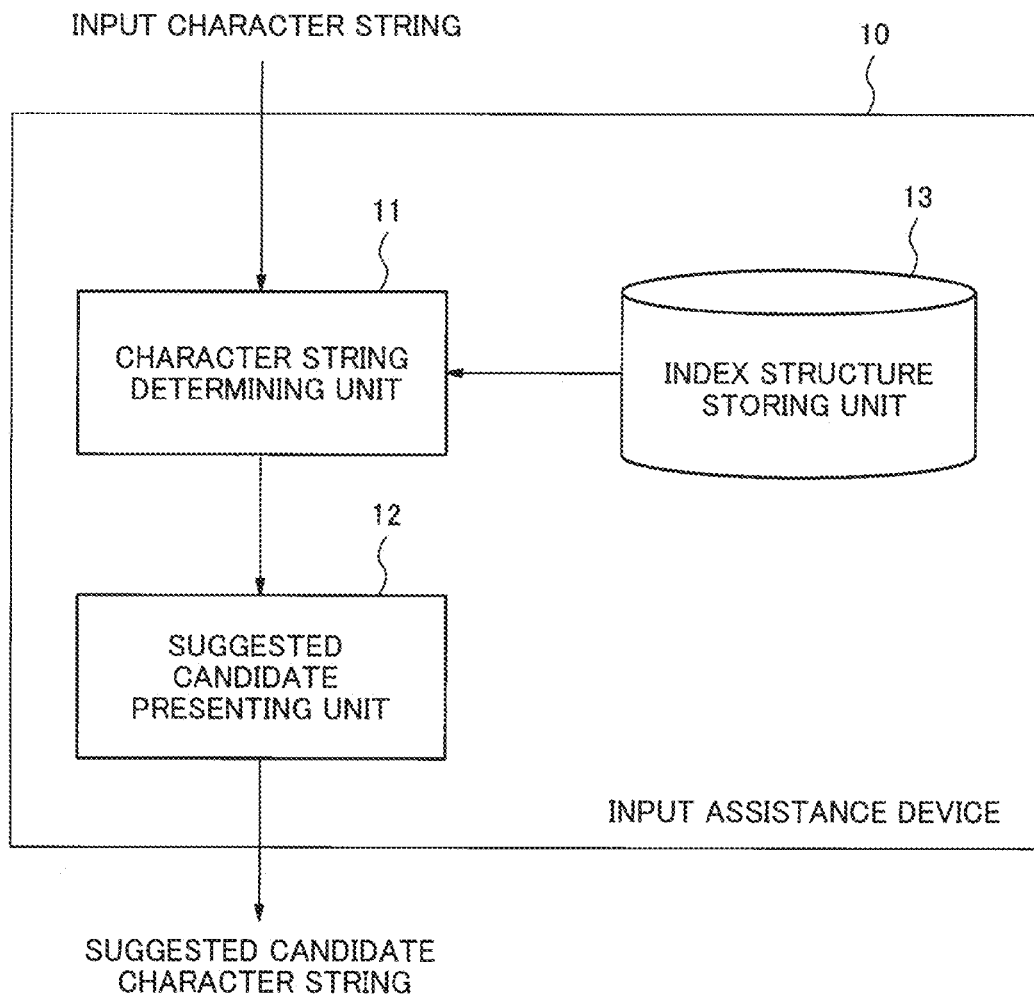 INPUT CHARACTER STRING
10
11
13
CHARACTER STRING
DETERMINING UNIT
INDEX STRUCTURE
STORING UNIT
12
SUGGESTED
CANDIDATE
PRESENTING UNIT
INPUT ASSISTANCE DEVICE
SUGGESTED CANDIDATE
CHARACTER STRING